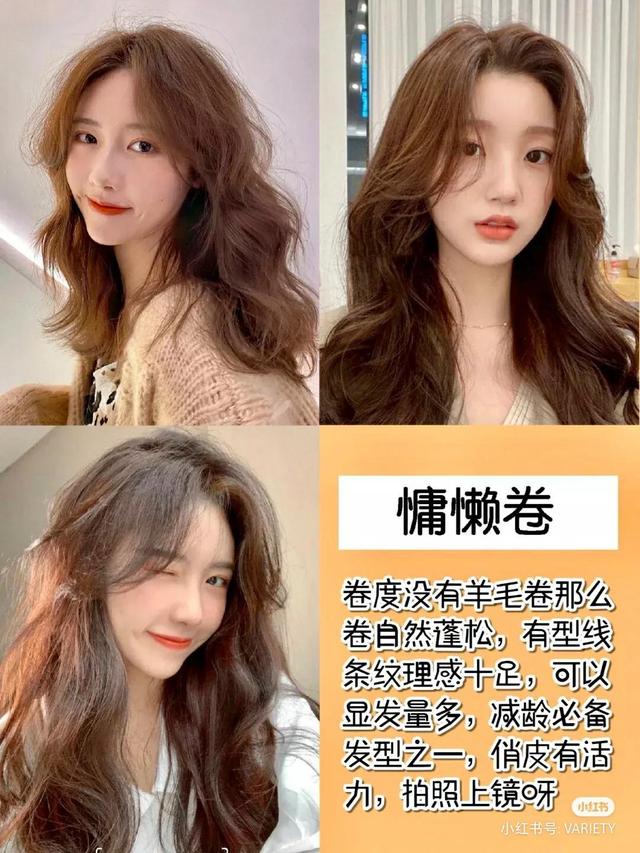 慵懒卷
卷度没有羊毛卷那么
卷自然蓬松，有型线
条纹理感十足，可以
显发量多，减龄必备
发型之一，俏皮有活
力，拍照上镜呀
小红书
小红书号: VARIETY